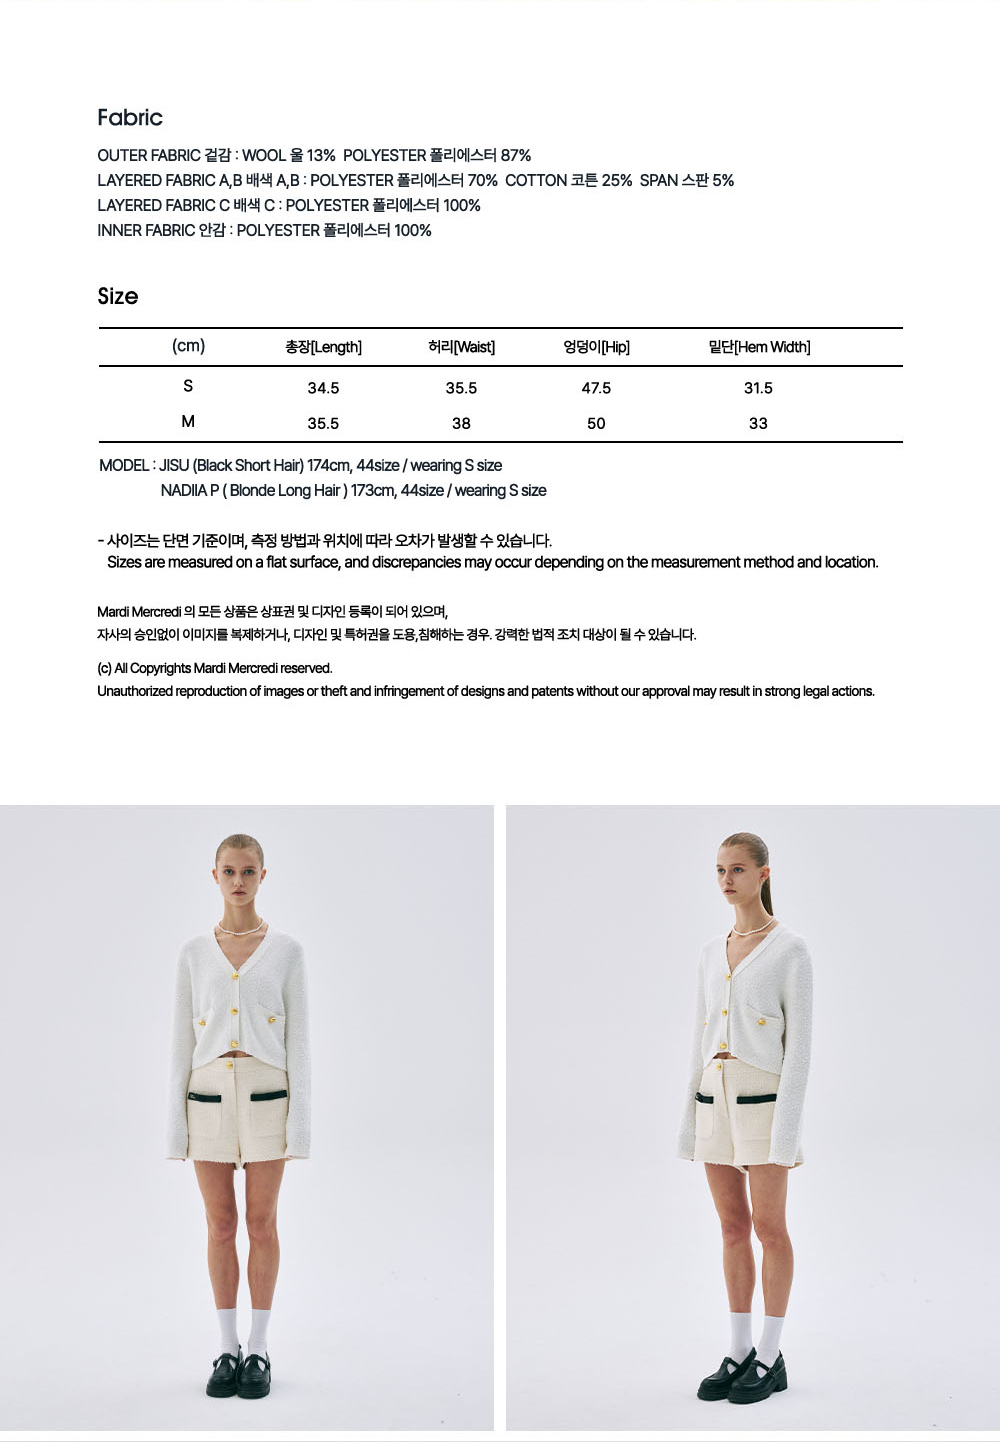 Fabric
OUTER FABRIC 겉감 : WOOL 울 13%  POLYESTER 폴리에스터 87%
LAYERED FABRIC A,B 배색 A,B : POLYESTER 폴리에스터 70%  COTTON 코튼 25%  SPAN 스판 5%
LAYERED FABRIC C 배색 C : POLYESTER 폴리에스터 100%
INNER FABRIC 안감 : POLYESTER 폴리에스터 100%
Size
(cm) 총장[Length] 허리[Waist] 엉덩이[Hip] 밑단[Hem Width]
S 34.5 35.5 47.5 31.5
M 35.5 38 50 33
MODEL : JISU (Black Short Hair) 174cm, 44size / wearing S size
NADIIA P ( Blonde Long Hair ) 173cm, 44size / wearing S size
- 사이즈는 단면 기준이며, 측정 방법과 위치에 따라 오차가 발생할 수 있습니다.
Sizes are measured on a flat surface, and discrepancies may occur depending on the measurement method and location.
Mardi Mercredi 의 모든 상품은 상표권 및 디자인 등록이 되어 있으며,
자사의 승인없이 이미지를 복제하거나, 디자인 및 특허권을 도용,침해하는 경우. 강력한 법적 조치 대상이 될 수 있습니다.
(c) All Copyrights Mardi Mercredi reserved.
Unauthorized reproduction of images or theft and infringement of designs and patents without our approval may result in strong legal actions.